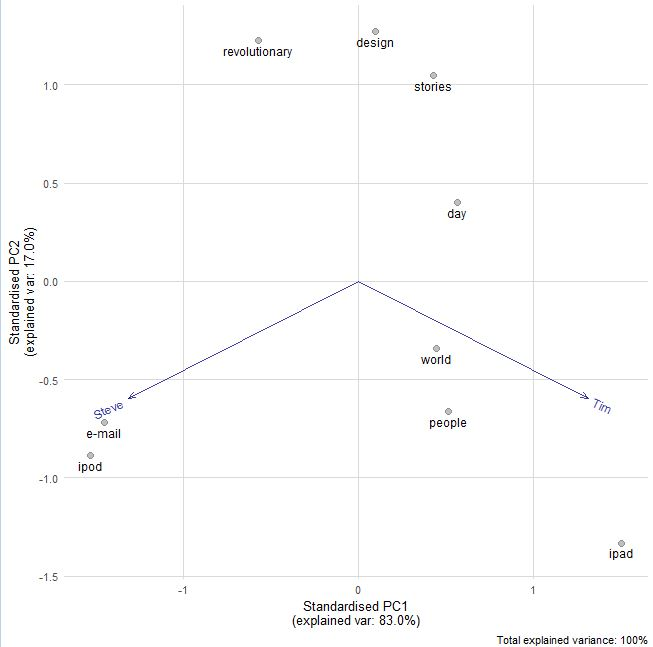 revolutionary
design
stories
1.0
0.5
day
Standardised PC2
(explained var: 17.0%)
0.0
world
-0.5
Steve
Tim
e-mail
people
ipod
-1.0
ipad
-1.5
-1 0 1
Standardised PC1
(explained var: 83.0%)
Total explained variance: 100%